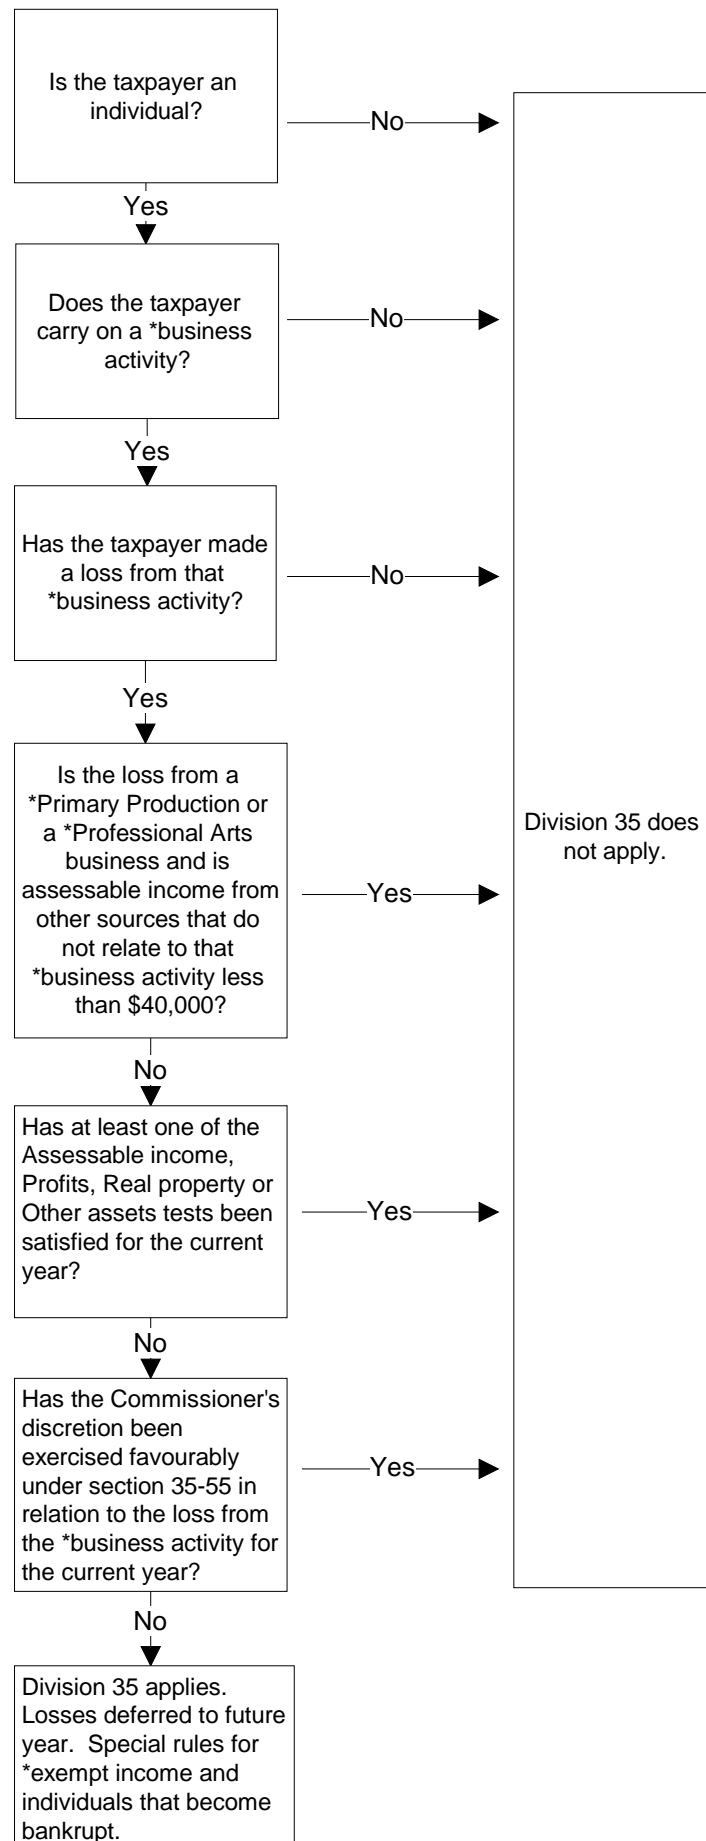 Is the taxpayer an
individual?
No
Yes
Does the taxpayer
carry on a *business
activity?
No
Yes
Has the taxpayer made
a loss from that
*business activity?
No
Yes
Is the loss from a
*Primary Production or
a *Professional Arts
business and is
assessable income from
other sources that do
not relate to that
*business activity less
than $40,000?
Yes
Division 35 does
not apply.
No
Has at least one of the
Assessable income,
Profits, Real property or
Other assets tests been
satisfied for the current
year?
Yes
No
Has the Commissioner's
discretion been
exercised favourably
under section 35-55 in
relation to the loss from
the *business activity for
the current year?
Yes
No
Division 35 applies.
Losses deferred to future
year.  Special rules for
*exempt income and
individuals that become
bankrupt.